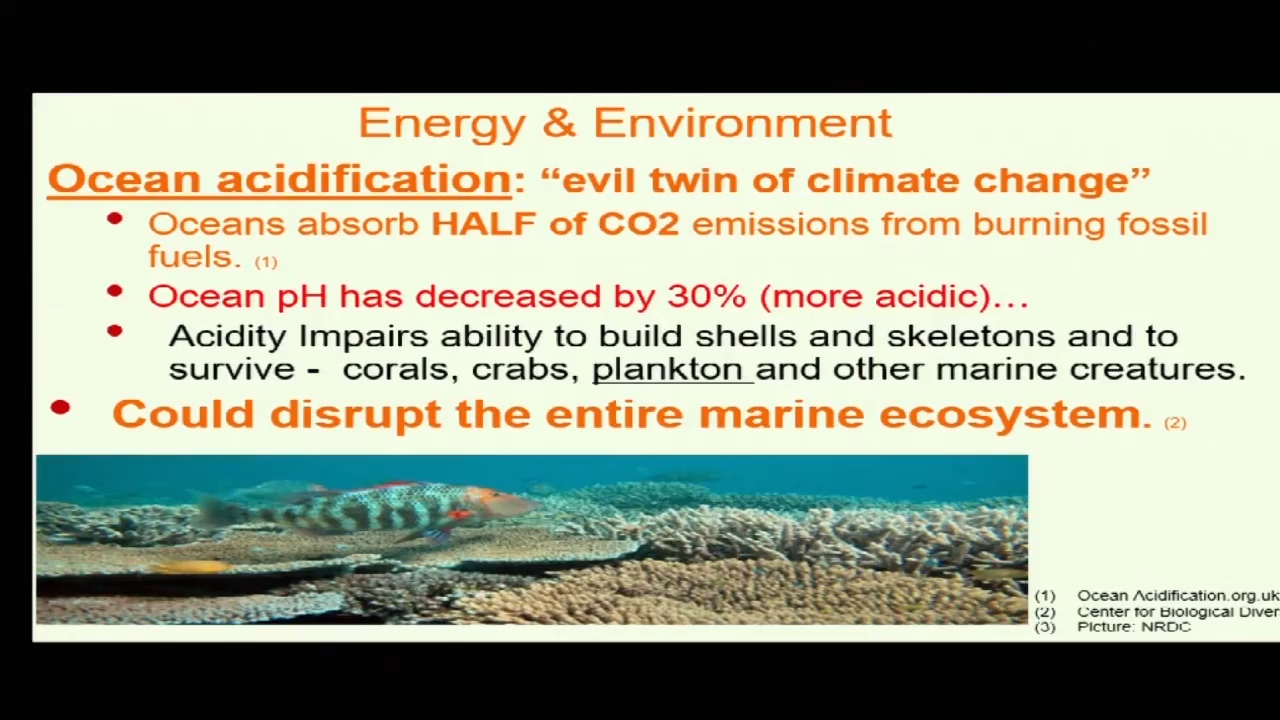 Energy & Environment
Ocean acidification: “evil twin of climate change”
• Oceans absorb HALF of CO2 emissions from burning fossil
fuels. (1)
• Ocean pH has decreased by 30% (more acidic)…
• Acidity Impairs ability to build shells and skeletons and to
survive - corals, crabs, plankton and other marine creatures.
• Could disrupt the entire marine ecosystem. (2)
(1) Ocean Acidification.org.uk
(2) Center for Biological Diver
(3) Picture: NRDC